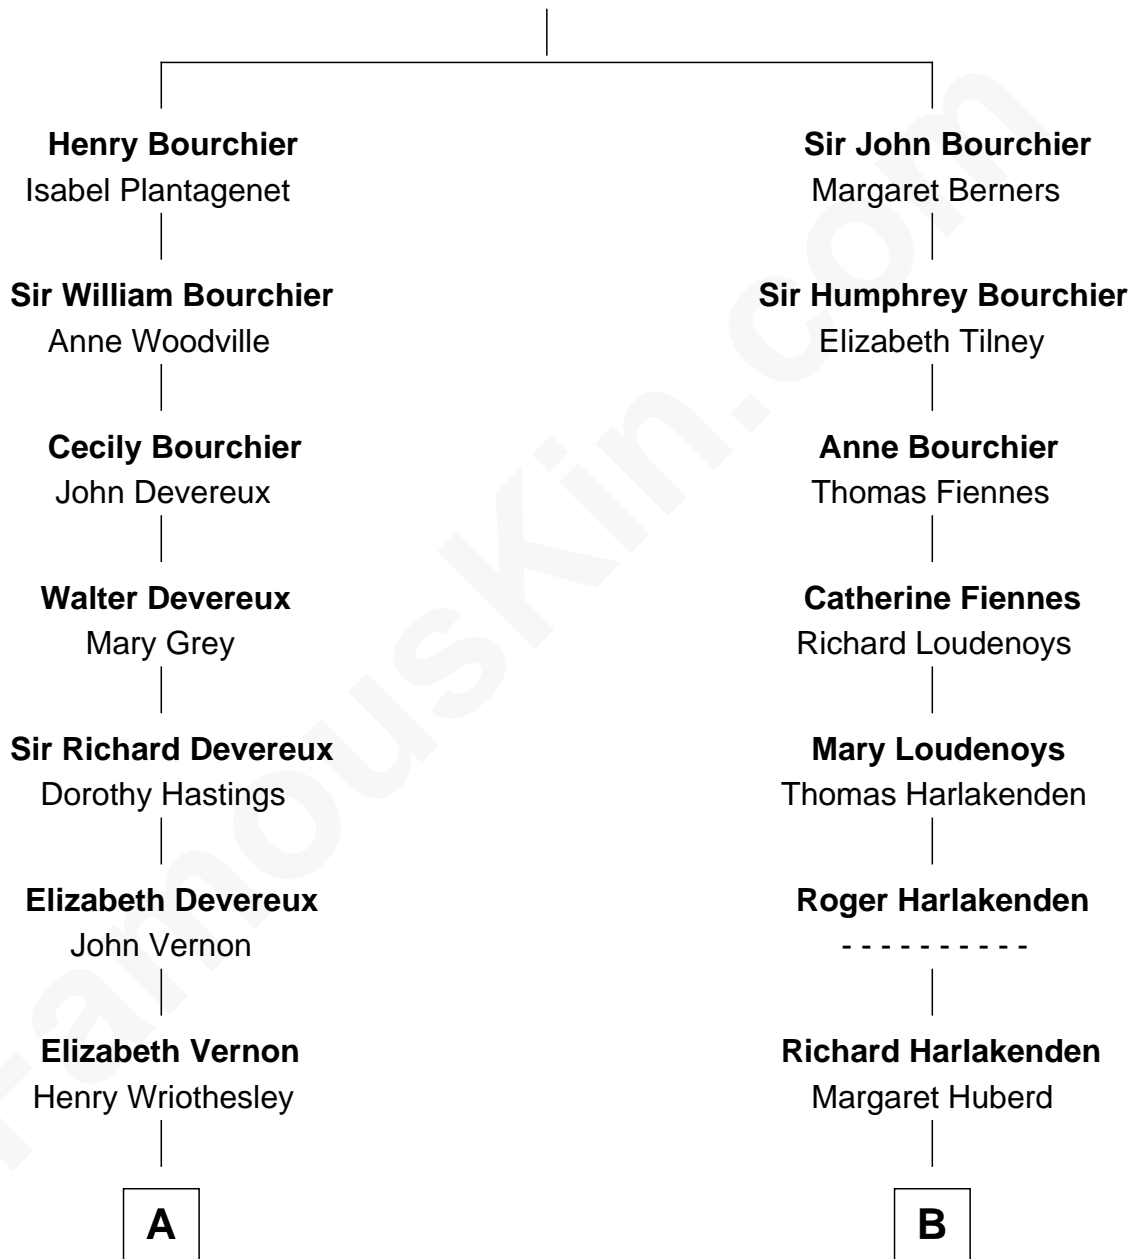 Henry Bourchier
Isabel Plantagenet
Sir William Bourchier
Anne Woodville
Cecily Bourchier
John Devereux
Walter Devereux
Mary Grey
Sir Richard Devereux
Dorothy Hastings
Elizabeth Devereux
John Vernon
Elizabeth Vernon
Henry Wriothesley
A
Sir John Bourchier
Margaret Berners
Sir Humphrey Bourchier
Elizabeth Tilney
Anne Bourchier
Thomas Fiennes
Catherine Fiennes
Richard Loudenoys
Mary Loudenoys
Thomas Harlakenden
Roger Harlakenden
- - - - - - - - - -
Richard Harlakenden
Margaret Huberd
B
FamousKin.com